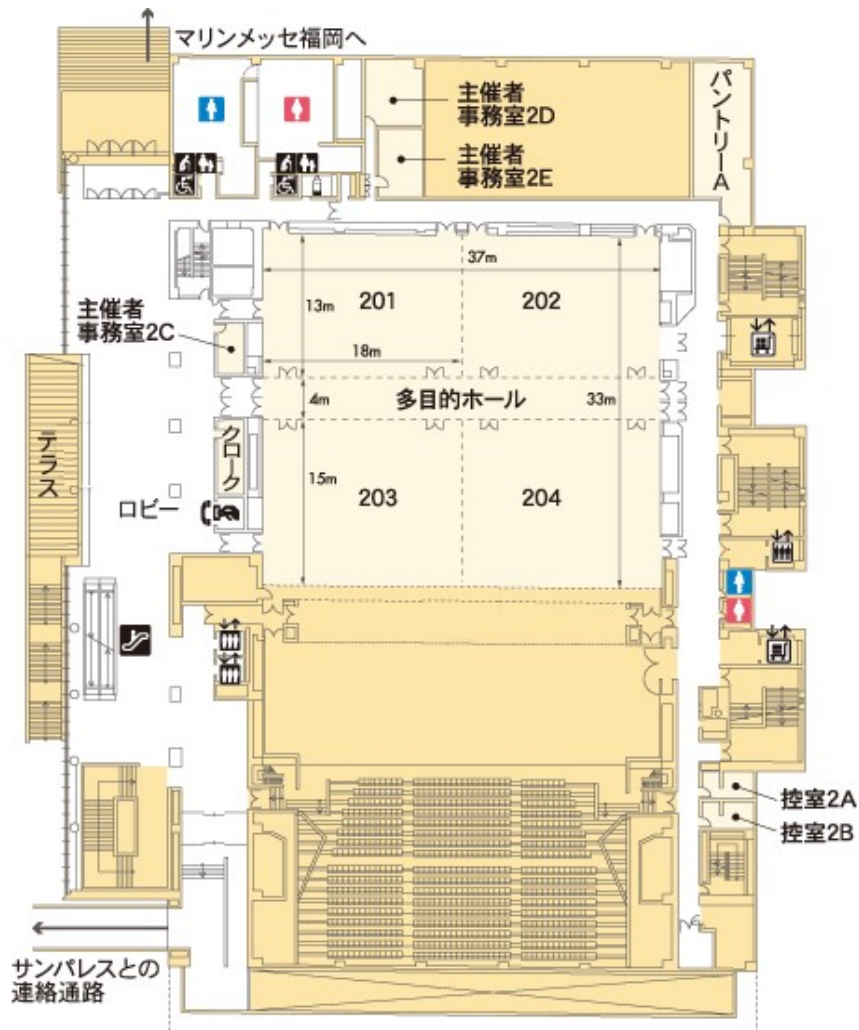 マリンメッセ福岡へ
主催者
事務室2D
主催者
事務室2E
パントリーA
37m
201
202
13m
主催者
事務室2C
18m
多目的ホール
4m
33m
テラス
クローク
15m
203
204
ロビー
控室2A
控室2B
サンパレスとの
連絡通路